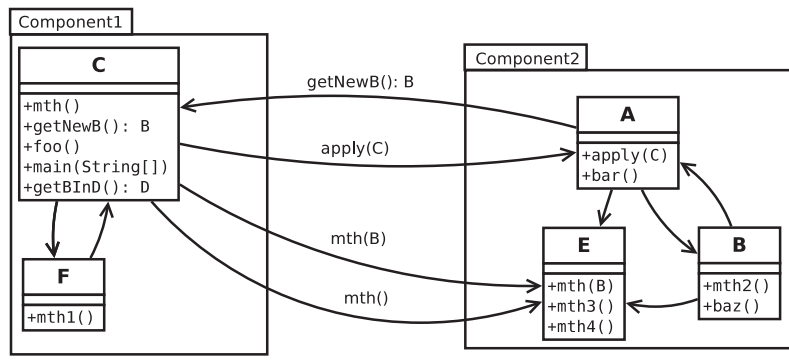 Component1
C
+mth()
+getNewB(): B
+foo()
+main(String[])
+getBInD(): D
F
+mth1()
getNewB(): B
apply(C)
mth(B)
mth()
Component2
A
+apply(C)
+bar()
E
+mth(B)
+mth3()
+mth4()
B
+mth2()
+baz()